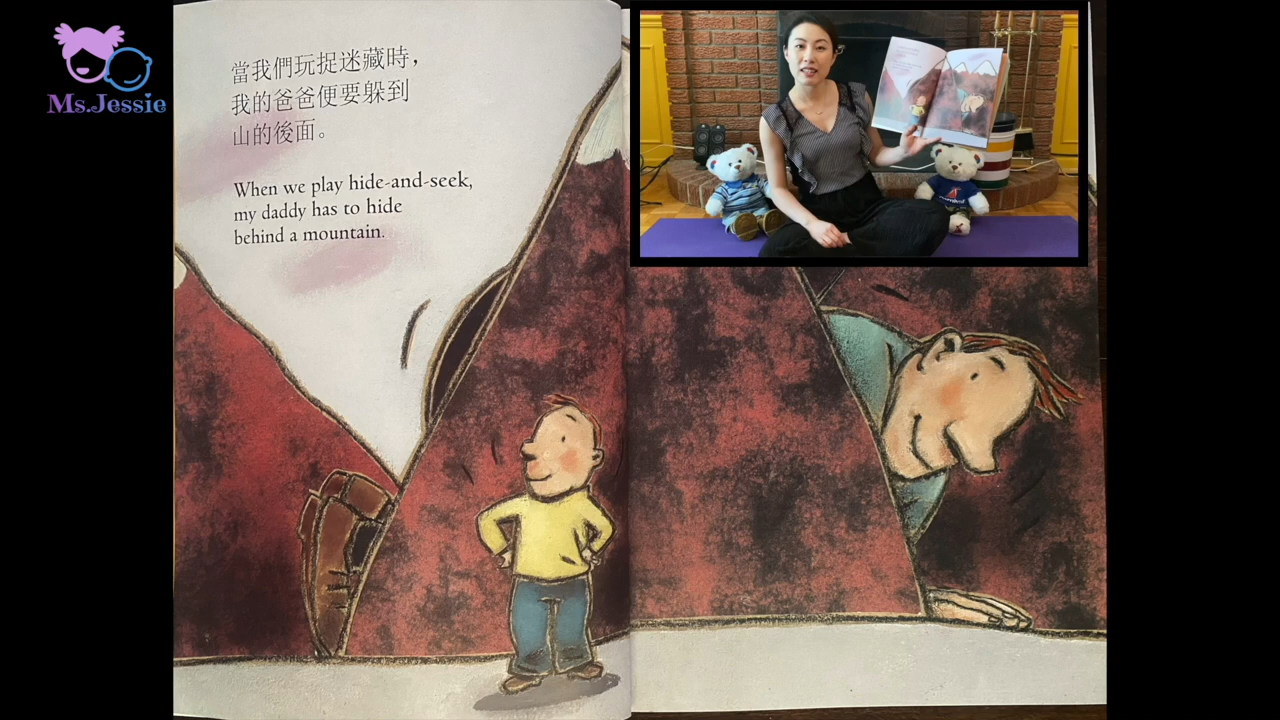 Ms.Jessie
當我們玩捉迷藏時，
我的爸爸便要躲到
山的後面。
When we play hide-and-seek,
my daddy has to hide
behind a mountain.